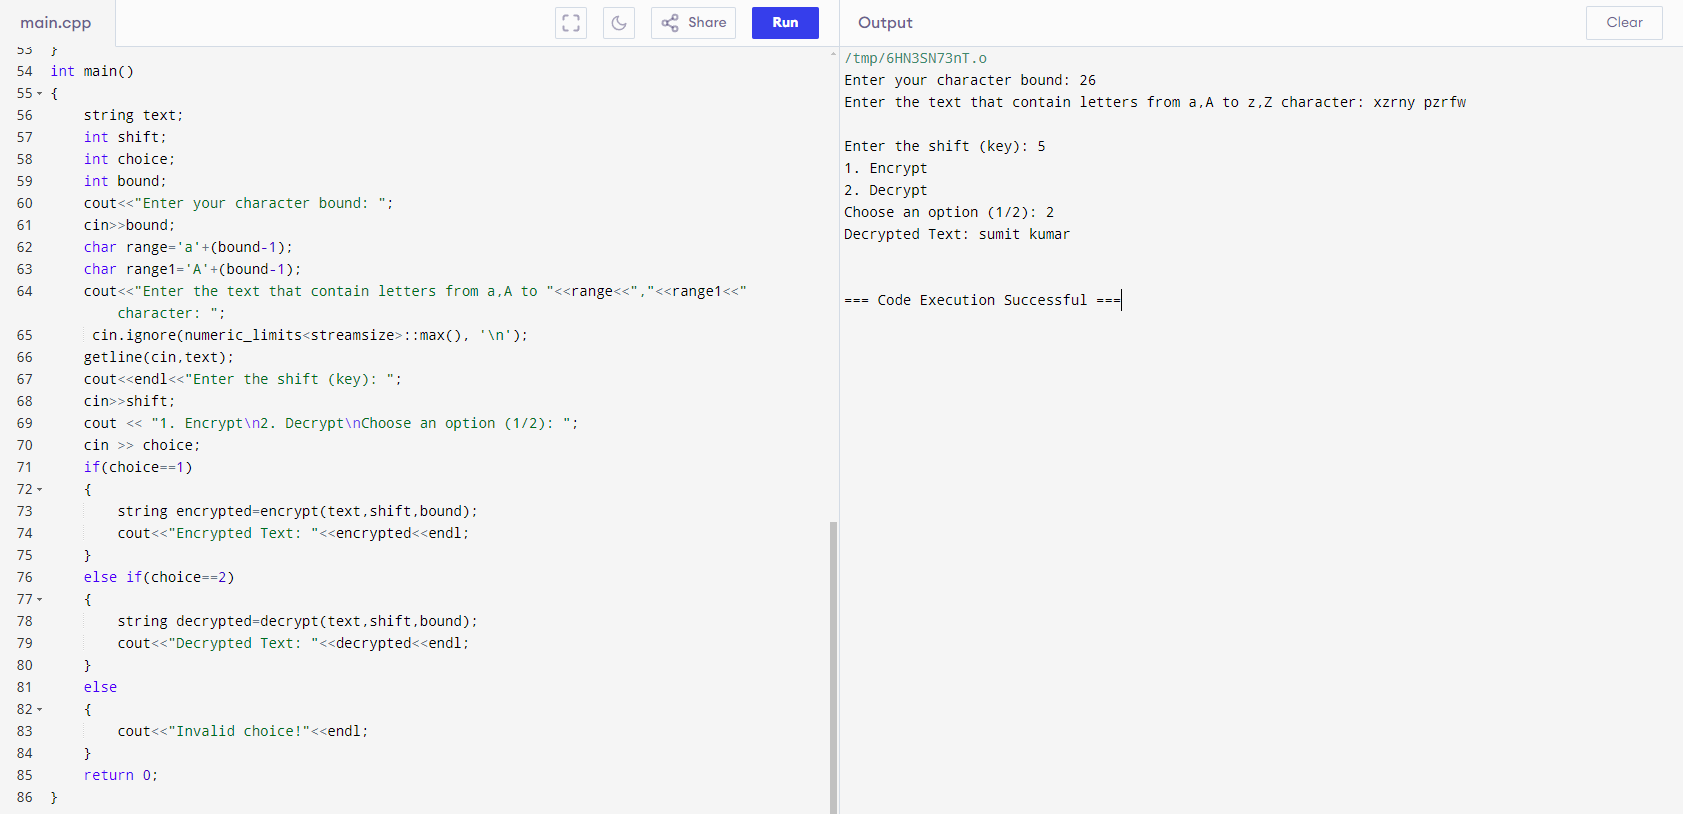 main.cpp
Share
Run
Output
Clear
53 }
54 int main()
55 {
56 string text;
57 int shift;
58 int choice;
59 int bound;
60 cout<<"Enter your character bound: ";
61 cin>>bound;
62 char range='a'+(bound-1);
63 char range1='A'+(bound-1);
64 cout<<"Enter the text that contain letters from a,A to "<<range<<","<<range1<<"
character: ";
65 cin.ignore(numeric_limits<streamsize>::max(), '\n');
66 getline(cin,text);
67 cout<<endl<<"Enter the shift (key): ";
68 cin>>shift;
69 cout << "1. Encrypt\n2. Decrypt\nChoose an option (1/2): ";
70 cin >> choice;
71 if(choice==1)
72 {
73 string encrypted=encrypt(text,shift,bound);
74 cout<<"Encrypted Text: "<<encrypted<<endl;
75 }
76 else if(choice==2)
77 {
78 string decrypted=decrypt(text,shift,bound);
79 cout<<"Decrypted Text: "<<decrypted<<endl;
80 }
81 else
82 {
83 cout<<"Invalid choice!"<<endl;
84 }
85 return 0;
86 }
/tmp/6HN3SN73nT.o
Enter your character bound: 26
Enter the text that contain letters from a,A to z,Z character: xzrny pzrfw
Enter the shift (key): 5
1. Encrypt
2. Decrypt
Choose an option (1/2): 2
Decrypted Text: sumit kumar
=== Code Execution Successful ===